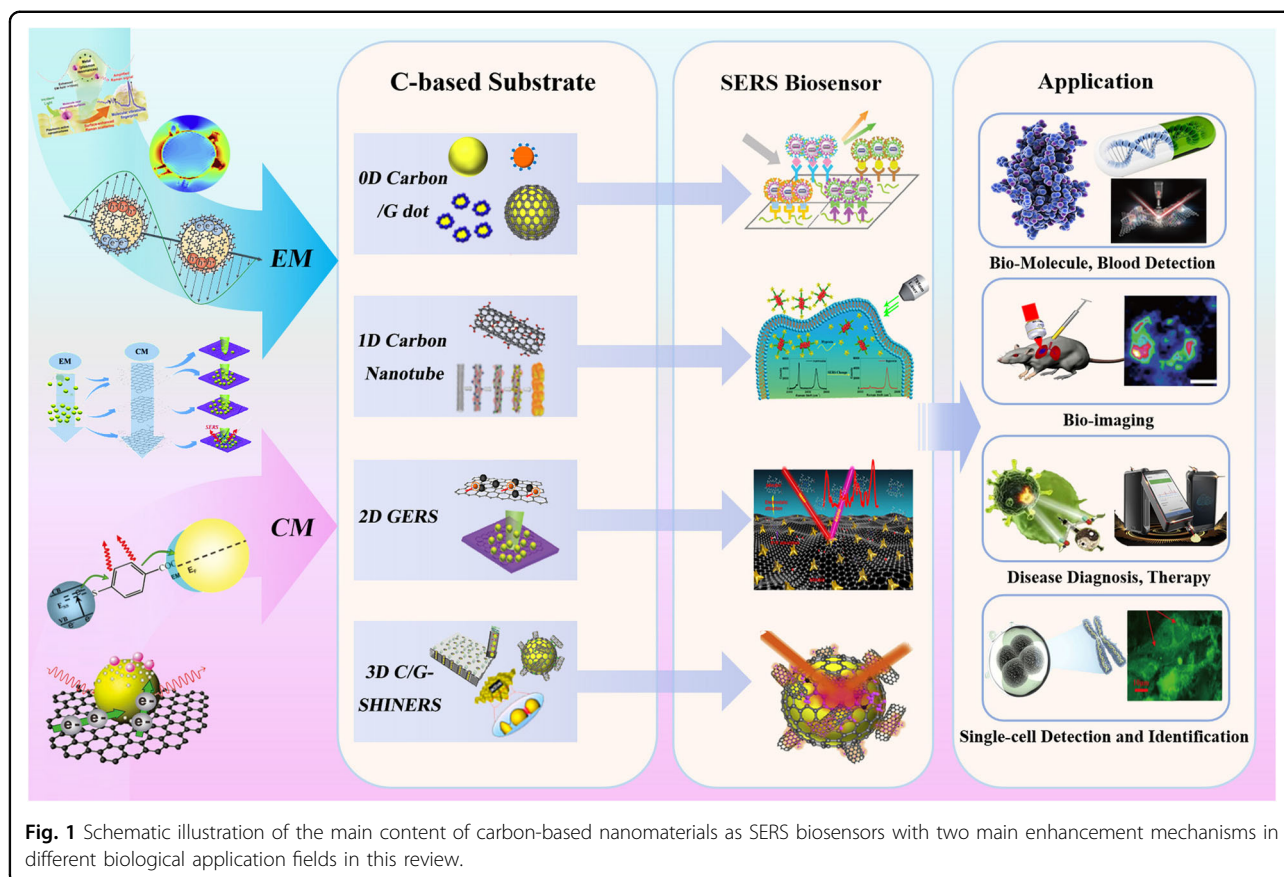 C-based Substrate
SERS Biosensor
Application
EM
0D Carbon
/G dot
Bio-Molecule, Blood Detection
EM
CM
SERS
1D Carbon
Nanotube
Bio-imaging
CM
2D GERS
Disease Diagnosis, Therapy
EM
VB
3D C/G-
SHINERS
e
e
e
Single-cell Detection and Identification
Fig. 1 Schematic illustration of the main content of carbon-based nanomaterials as SERS biosensors with two main enhancement mechanisms in
different biological application fields in this review.